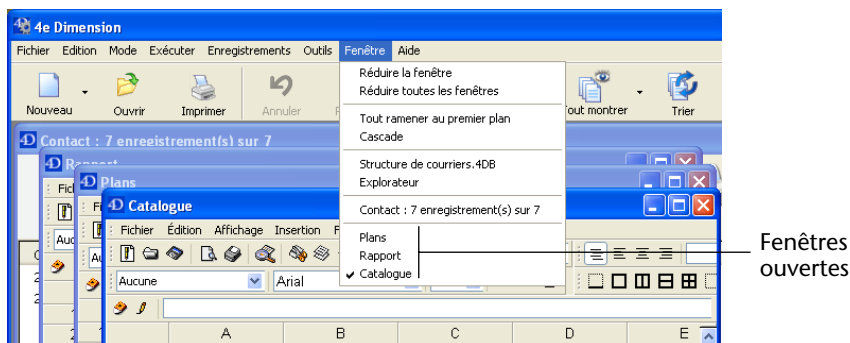 4e Dimension
Fichier Edition Mode Exécuter Enregistrements Outils Fenêtre Aide
Nouveau Ouvrir Imprimer Annuler Tout montrer Trier
Réduire la fenêtre
Réduire toutes les fenêtres
Tout ramener au premier plan
Cascade
Structure de courriers.4DB
Explorateur
Contact : 7 enregistrement(s) sur 7
Plans
Rapport
Catalogue
Contact : 7 enregistrement(s) sur 7
Rapport
Plans
Catalogue
Fichier Édition Affichage Insertion
Aucune Arial
A B C D E
Fenêtres
ouvertes